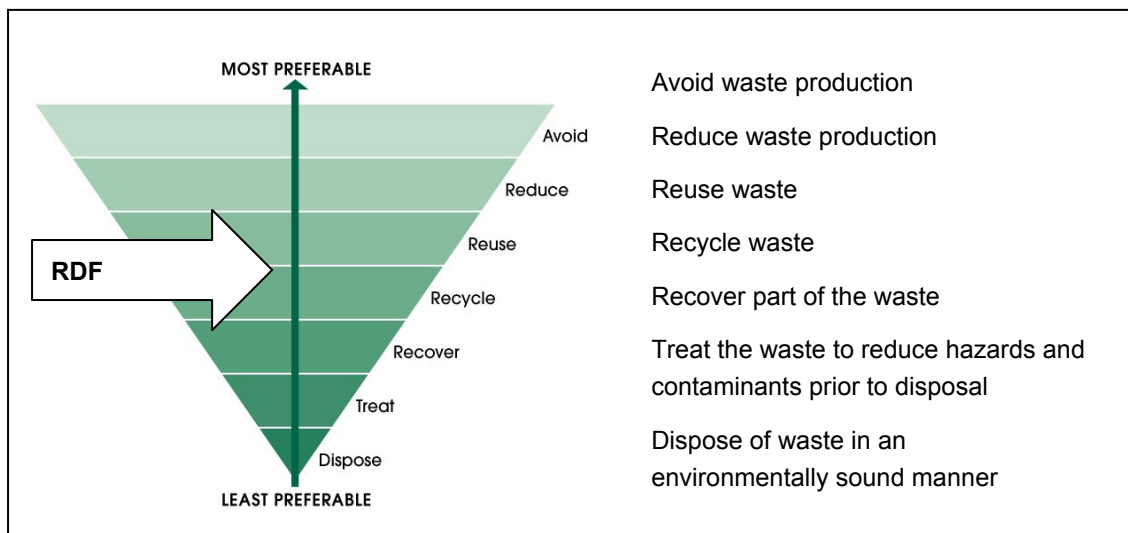 MOST PREFERABLE
Avoid
Reduce
Reuse
Recycle
Recover
Treat
Dispose
LEAST PREFERABLE
RDF
Avoid waste production
Reduce waste production
Reuse waste
Recycle waste
Recover part of the waste
Treat the waste to reduce hazards and
contaminants prior to disposal
Dispose of waste in an
environmentally sound manner